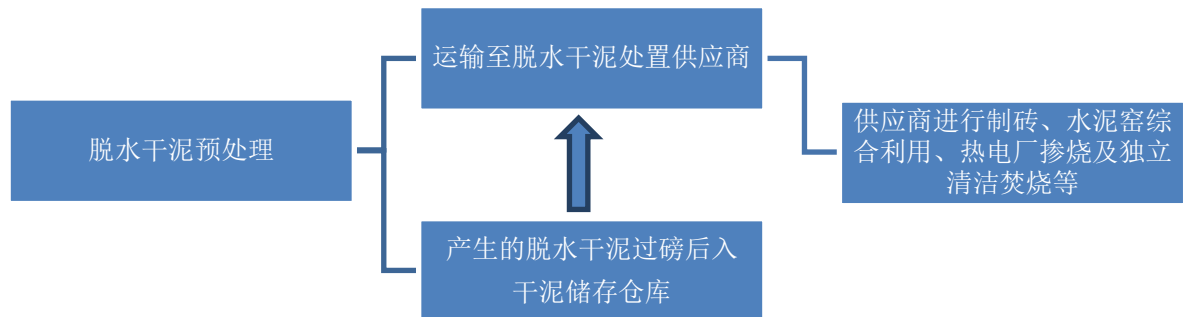 运输至脱水干泥处置供应商
脱水干泥预处理
供应商进行制砖、水泥窑综
合利用、热电厂掺烧及独立
清洁焚烧等
产生的脱水干泥过磅后入
干泥储存仓库